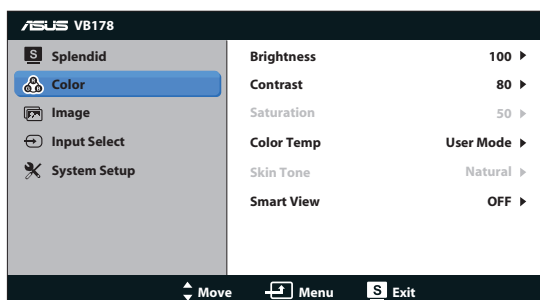 ASUS VB178
S Splendid
Color
Image
Input Select
System Setup
Brightness 100
Contrast 80
Saturation 50
Color Temp User Mode
Skin Tone Natural
Smart View OFF
Move Menu S Exit